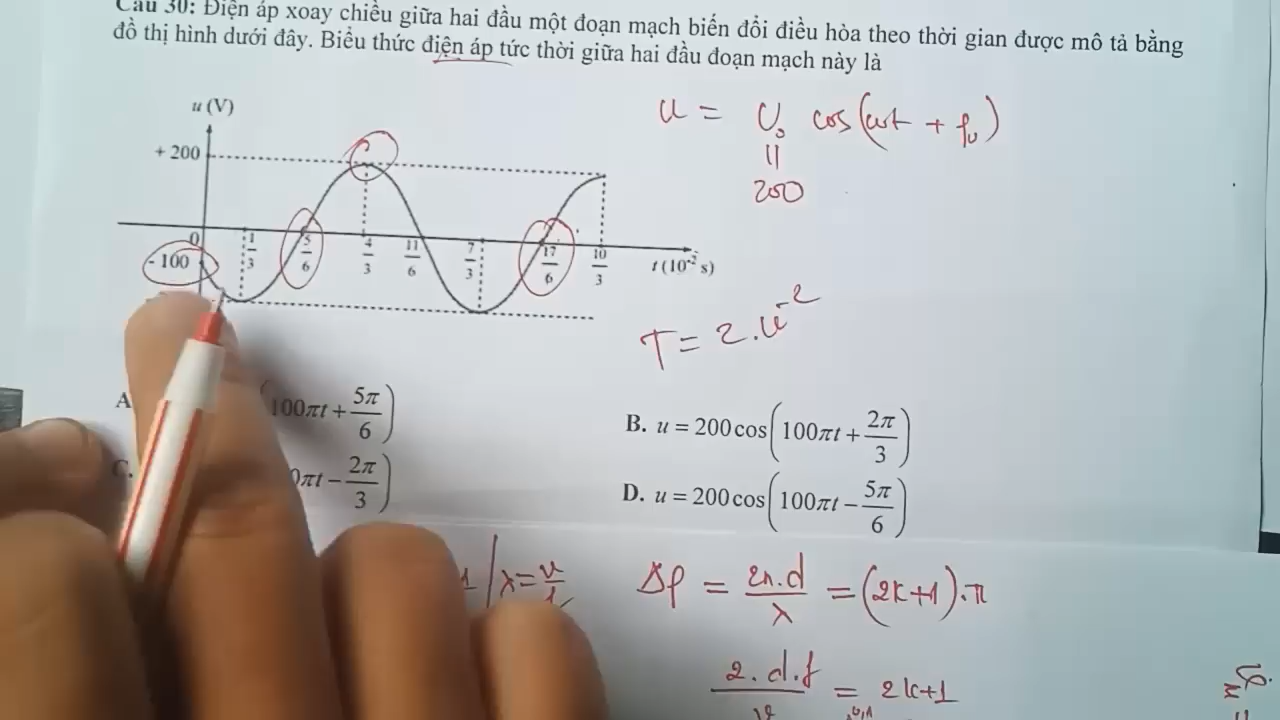 Câu 30: Điện áp xoay chiều giữa hai đầu một đoạn mạch biến đổi điều hòa theo thời gian được mô tả bằng
đồ thị hình dưới đây. Biểu thức điện áp tức thời giữa hai đầu đoạn mạch này là
u (V)
+ 200
0
- 100
1/3
5/6
4/3
11/6
7/3
17/6
10/3
t (10⁻² s)
u = U₀ cos(ωt + φᵤ)
||
200
T = 2.10⁻²
A
100πt + 5π/6)
B. u = 200cos(100πt + 2π/3)
C.
0πt − 2π/3)
D. u = 200cos(100πt − 5π/6)
λ = v/f
Δφ = 2π.d/λ = (2k+1).π
2.d.f/v = 2k+1